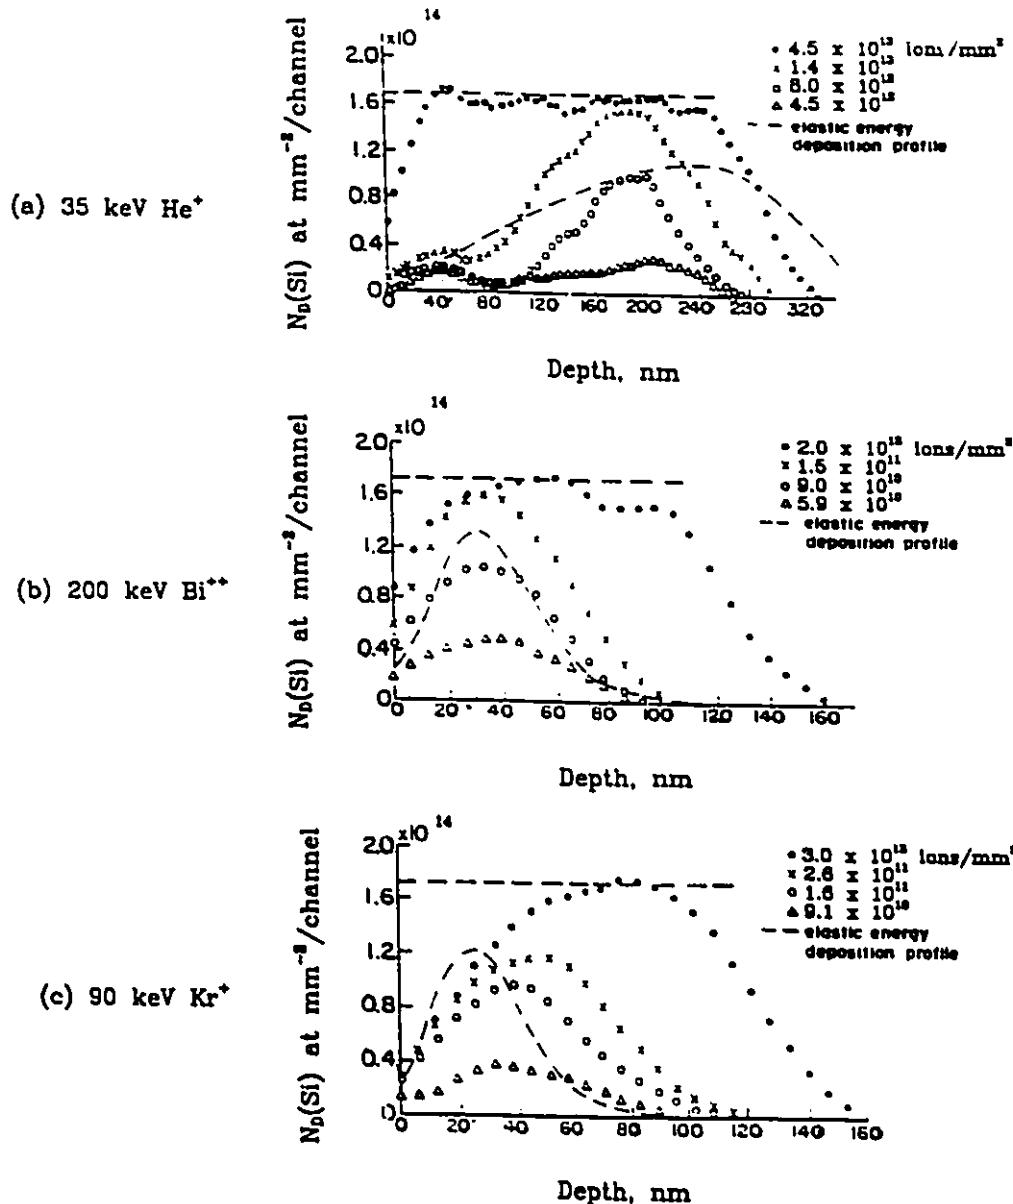 (a) 35 keV He⁺
N_D(Si) at mm⁻²/channel
×10 ¹⁴
2.0
1.6
1.2
0.8
0.4
0
0 40 80 120 160 200 240 230 320
Depth, nm
• 4.5 x 10¹³ ions/mm²
x 1.4 x 10¹³
□ 8.0 x 10¹²
△ 4.5 x 10¹²
-- elastic energy
deposition profile
(b) 200 keV Bi⁺⁺
N_D(Si) at mm⁻²/channel
×10 ¹⁴
2.0
1.6
1.2
0.8
0.4
0
0 20 40 60 80 100 120 140 160
Depth, nm
• 2.0 x 10¹² ions/mm²
x 1.5 x 10¹¹
o 9.0 x 10¹⁰
△ 5.9 x 10¹⁰
-- elastic energy
deposition profile
(c) 90 keV Kr⁺
N_D(Si) at mm⁻²/channel
×10 ¹⁴
2.0
1.6
1.2
0.8
0.4
0
0 20 40 60 80 100 120 140 160
Depth, nm
• 3.0 x 10¹² ions/mm²
x 2.6 x 10¹¹
o 1.6 x 10¹¹
△ 9.1 x 10¹⁰
-- elastic energy
deposition profile